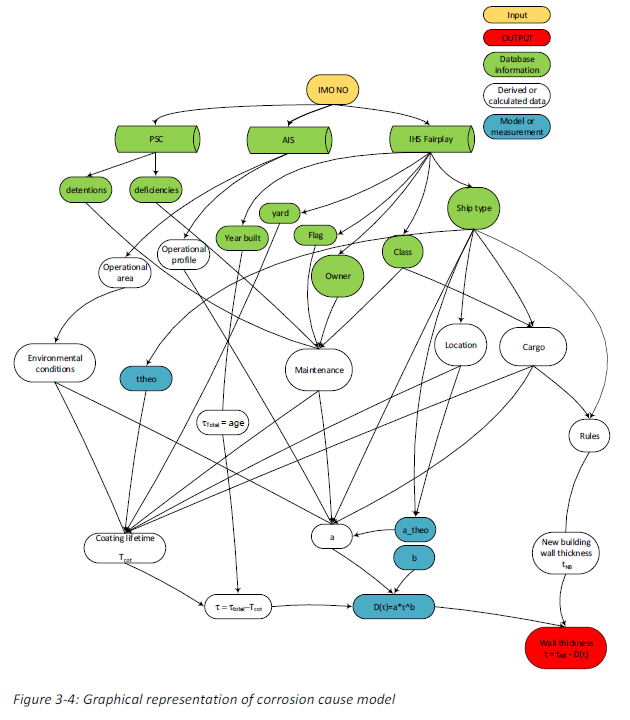 Input
OUTPUT
Database
information
Derived or
calculated data
Model or
measurement
IMO NO
PSC
AIS
IHS Fairplay
detentions
deficiencies
yard
Ship type
Year built
Flag
Operational
profile
Class
Operational
area
Owner
Environmental
conditions
ttheo
Maintenance
Location
Cargo
τTotal = age
Rules
Coating lifetime
Tcot
a
a_theo
b
New building
wall thickness
tNB
τ = τtotal–Tcot
D(τ)=a*τ^b
Wall thickness
t = tNB - D(τ)
Figure 3-4: Graphical representation of corrosion cause model